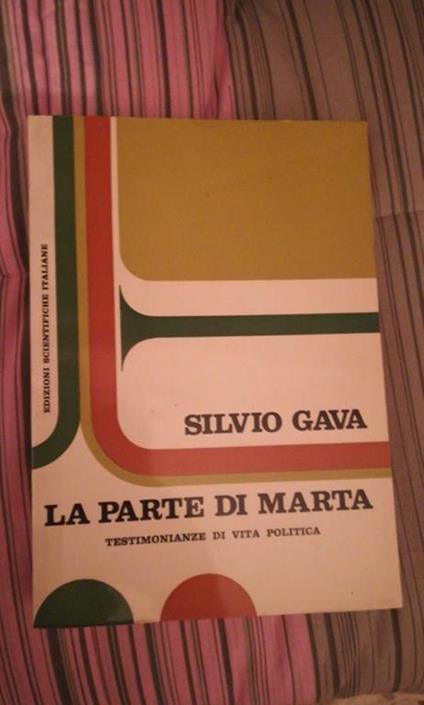 EDIZIONI SCIENTIFICHE ITALIANE
SILVIO GAVA
LA PARTE DI MARTA
TESTIMONIANZE DI VITA POLITICA